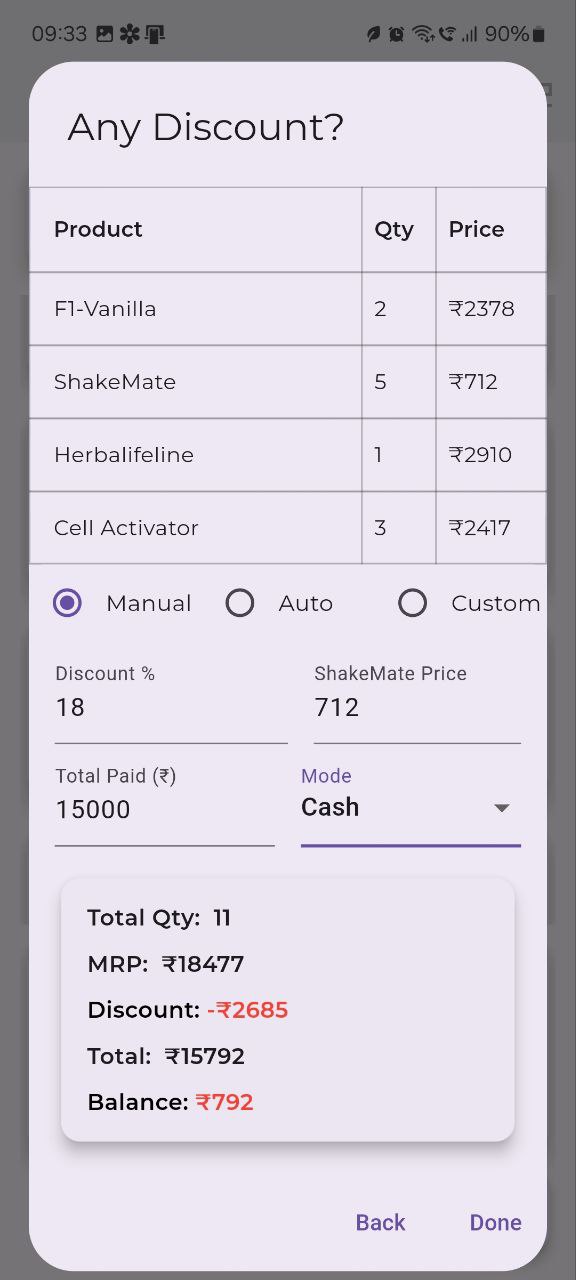 09:33 90%
Any Discount?
Product Qty Price
F1-Vanilla 2 ₹2378
ShakeMate 5 ₹712
Herbalifeline 1 ₹2910
Cell Activator 3 ₹2417
Manual Auto Custom
Discount % ShakeMate Price
18 712
Total Paid (₹) Mode
15000 Cash
Total Qty: 11
MRP: ₹18477
Discount: -₹2685
Total: ₹15792
Balance: ₹792
Back Done